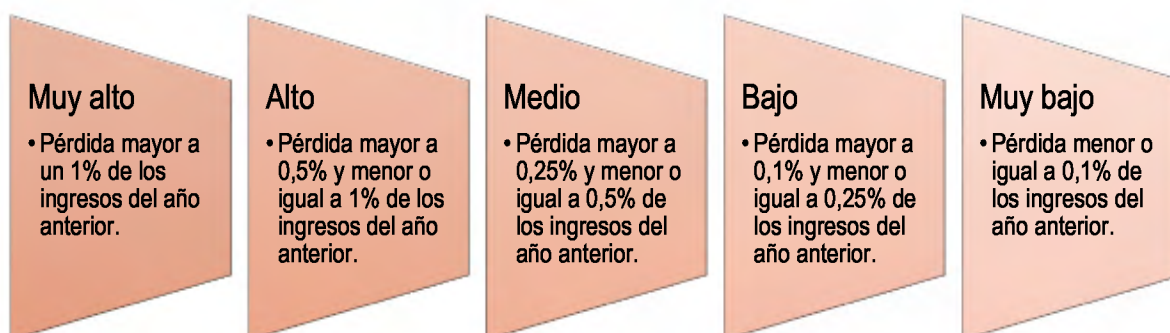 Muy alto
• Pérdida mayor a
un 1% de los
ingresos del año
anterior.
Alto
• Pérdida mayor a
0,5% y menor o
igual a 1% de los
ingresos del año
anterior.
Medio
• Pérdida mayor a
0,25% y menor o
igual a 0,5% de
los ingresos del
año anterior.
Bajo
• Pérdida mayor a
0,1% y menor o
igual a 0,25% de
los ingresos del
año anterior.
Muy bajo
• Pérdida menor o
igual a 0,1% de
los ingresos del
año anterior.